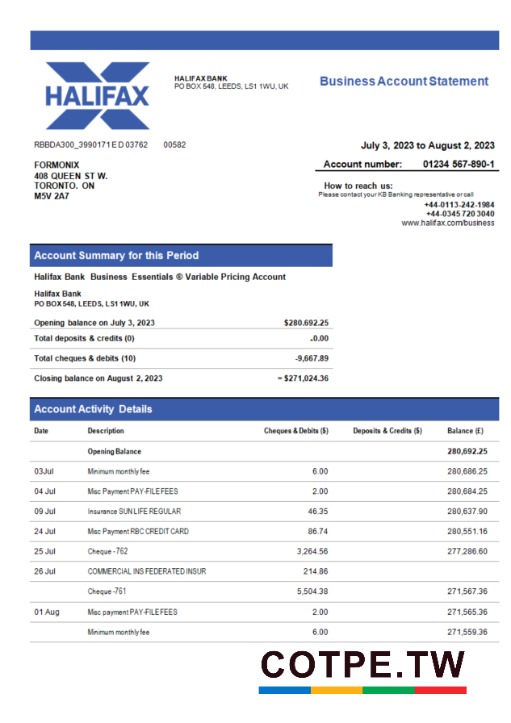 HALIFAX
HALIFAX BANK
PO BOX 548, LEEDS, LS1 1WU, UK
Business Account Statement
RBBDA300_3990171 E D 03762 00582
July 3, 2023 to August 2, 2023
FORMONIX
408 QUEEN ST W.
TORONTO. ON
M5V 2A7
Account number: 01234 567-890-1
How to reach us:
Please contact your KB Banking representative or call
+44-0113-242-1984
+44-0345 720 3040
www.halifax.com/business
Account Summary for this Period
Halifax Bank Business Essentials ® Variable Pricing Account
Halifax Bank
PO BOX 548, LEEDS, LS1 1WU, UK
Opening balance on July 3, 2023 $280.692.25
Total deposits & credits (0) .0.00
Total cheques & debits (10) -9,667.89
Closing balance on August 2, 2023 = $271,024.36
Account Activity Details
Date Description Cheques & Debits ($) Deposits & Credits ($) Balance (£)
Opening Balance 280,692.25
03Jul Minimum monthly fee 6.00 280,686.25
04 Jul Misc Payment PAY-FILE FEES 2.00 280,684.25
09 Jul Insurance SUN LIFE REGULAR 46.35 280,637.90
24 Jul Msc Payment RBC CREDIT CARD 86.74 280,551.16
25 Jul Cheque -762 3,264.56 277,286.60
26 Jul COMMERCIAL INS FEDERATED INSUR 214.86
Cheque -761 5,504.38 271,567.36
01 Aug Misc payment PAY-FILE FEES 2.00 271,565.36
Minimum monthly fee 6.00 271,559.36
COTPE.TW